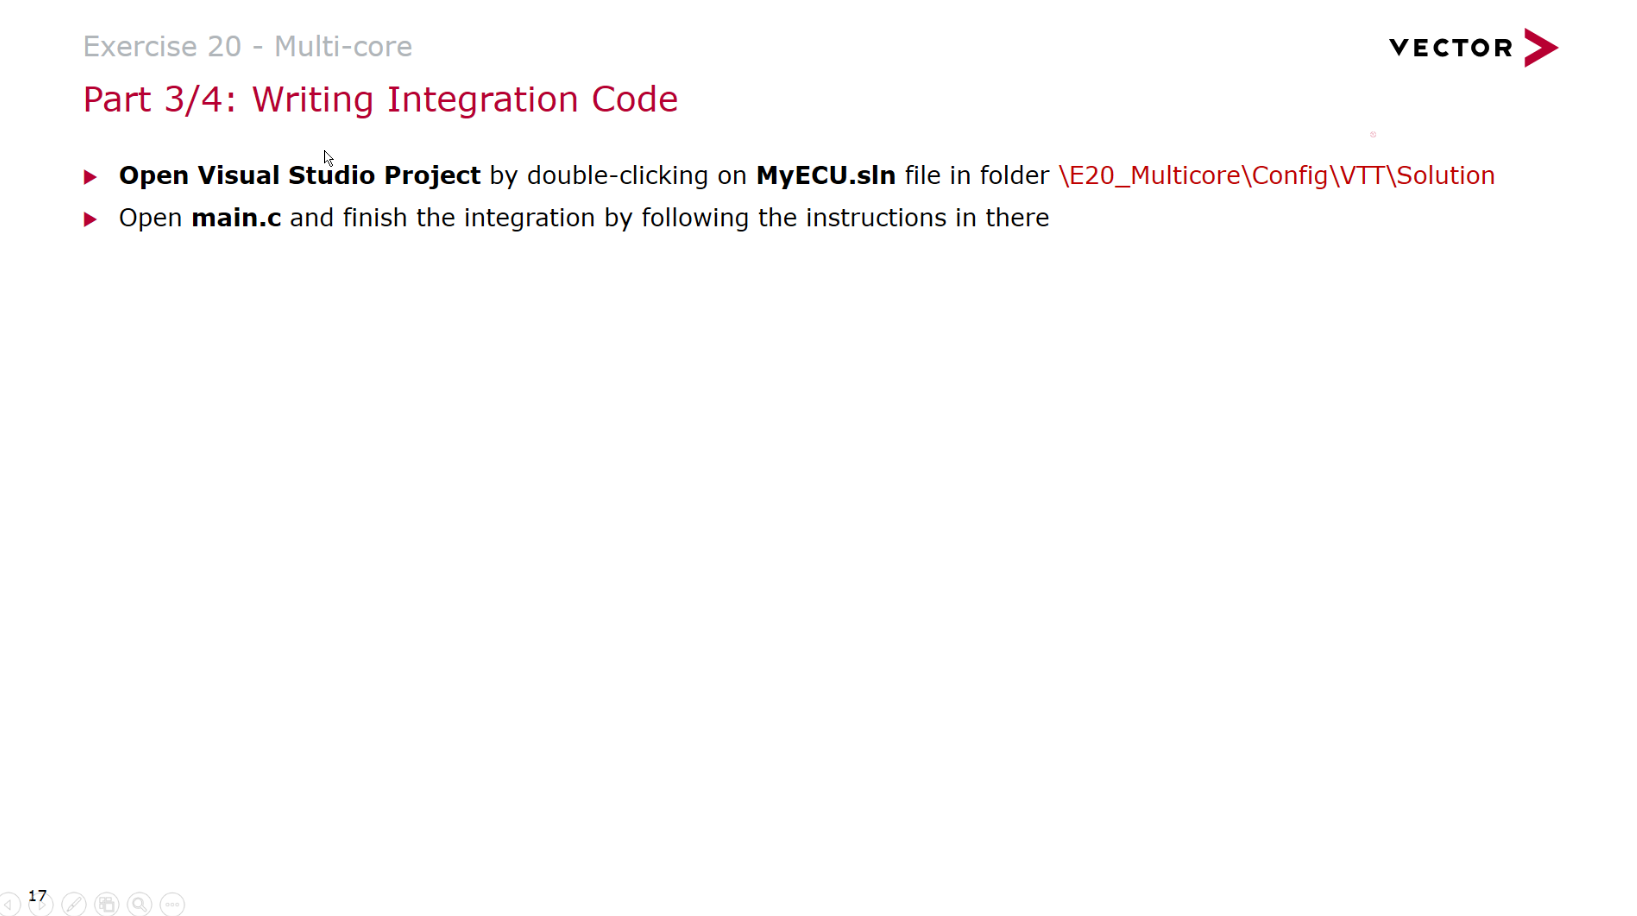 Exercise 20 - Multi-core
VECTOR
Part 3/4: Writing Integration Code
Open Visual Studio Project by double-clicking on MyECU.sln file in folder \E20_Multicore\Config\VTT\Solution
Open main.c and finish the integration by following the instructions in there
17